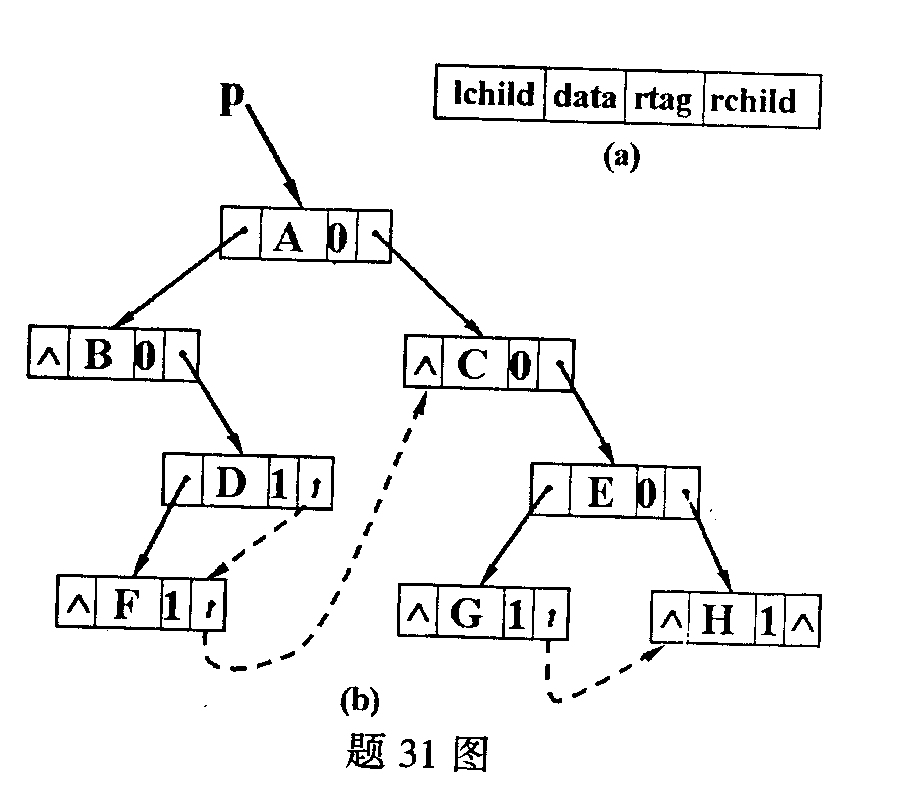 p
lchild data rtag rchild
(a)
A 0
∧ B 0
∧ C 0
D 1
E 0
∧ F 1
∧ G 1
∧ H 1 ∧
(b)
题 31 图